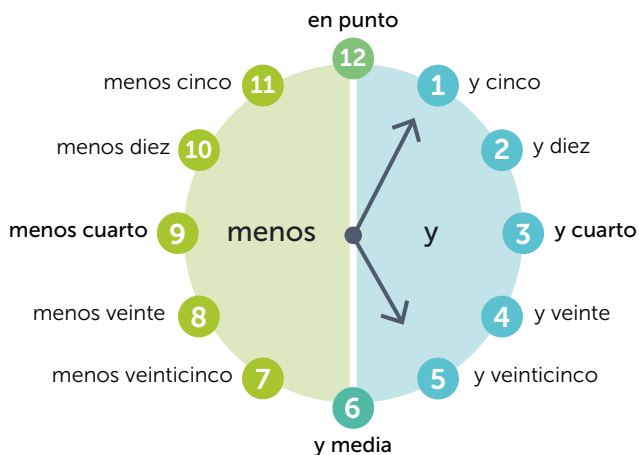 en punto
12
menos cinco
11
1
y cinco
menos diez
10
2
y diez
menos cuarto
9
menos
y
3
y cuarto
menos veinte
8
4
y veinte
menos veinticinco
7
5
y veinticinco
6
y media